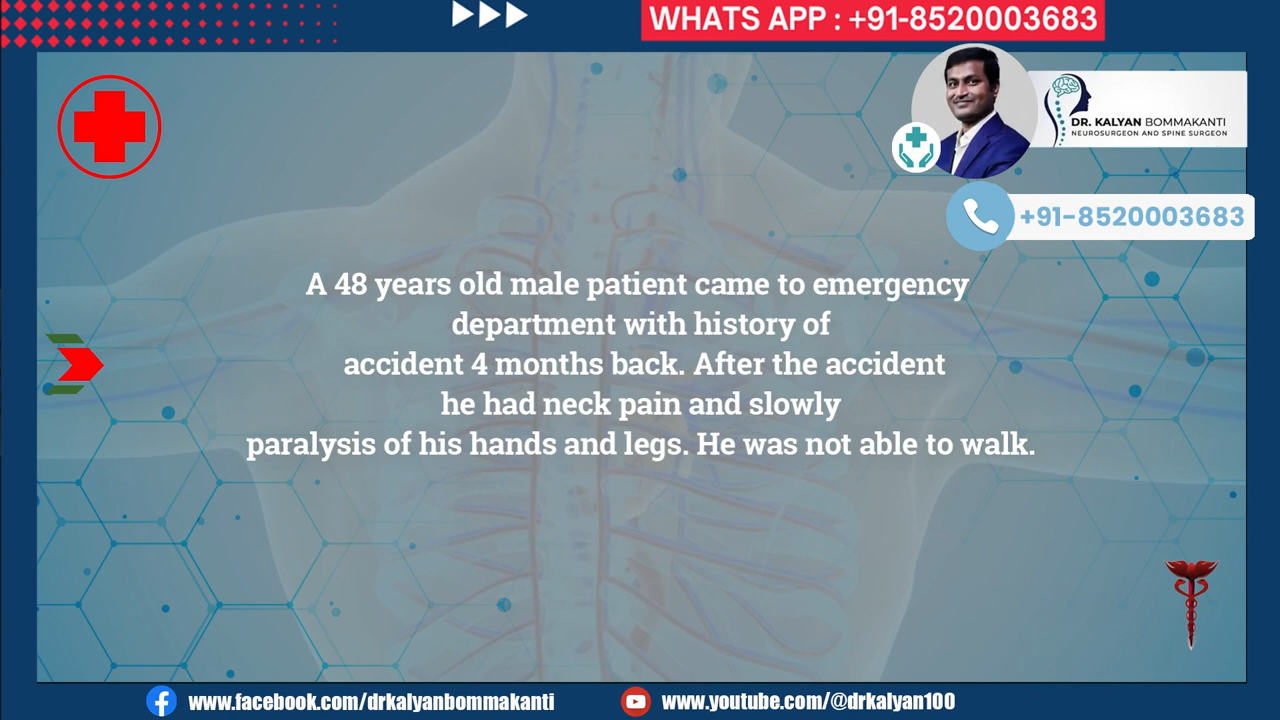 WHATS APP : +91-8520003683
DR. KALYAN BOMMAKANTI
NEUROSURGEON AND SPINE SURGEON
+91-8520003683
A 48 years old male patient came to emergency
department with history of
accident 4 months back. After the accident
he had neck pain and slowly
paralysis of his hands and legs. He was not able to walk.
www.facebook.com/drkalyanbommakanti
www.youtube.com/@drkalyan100